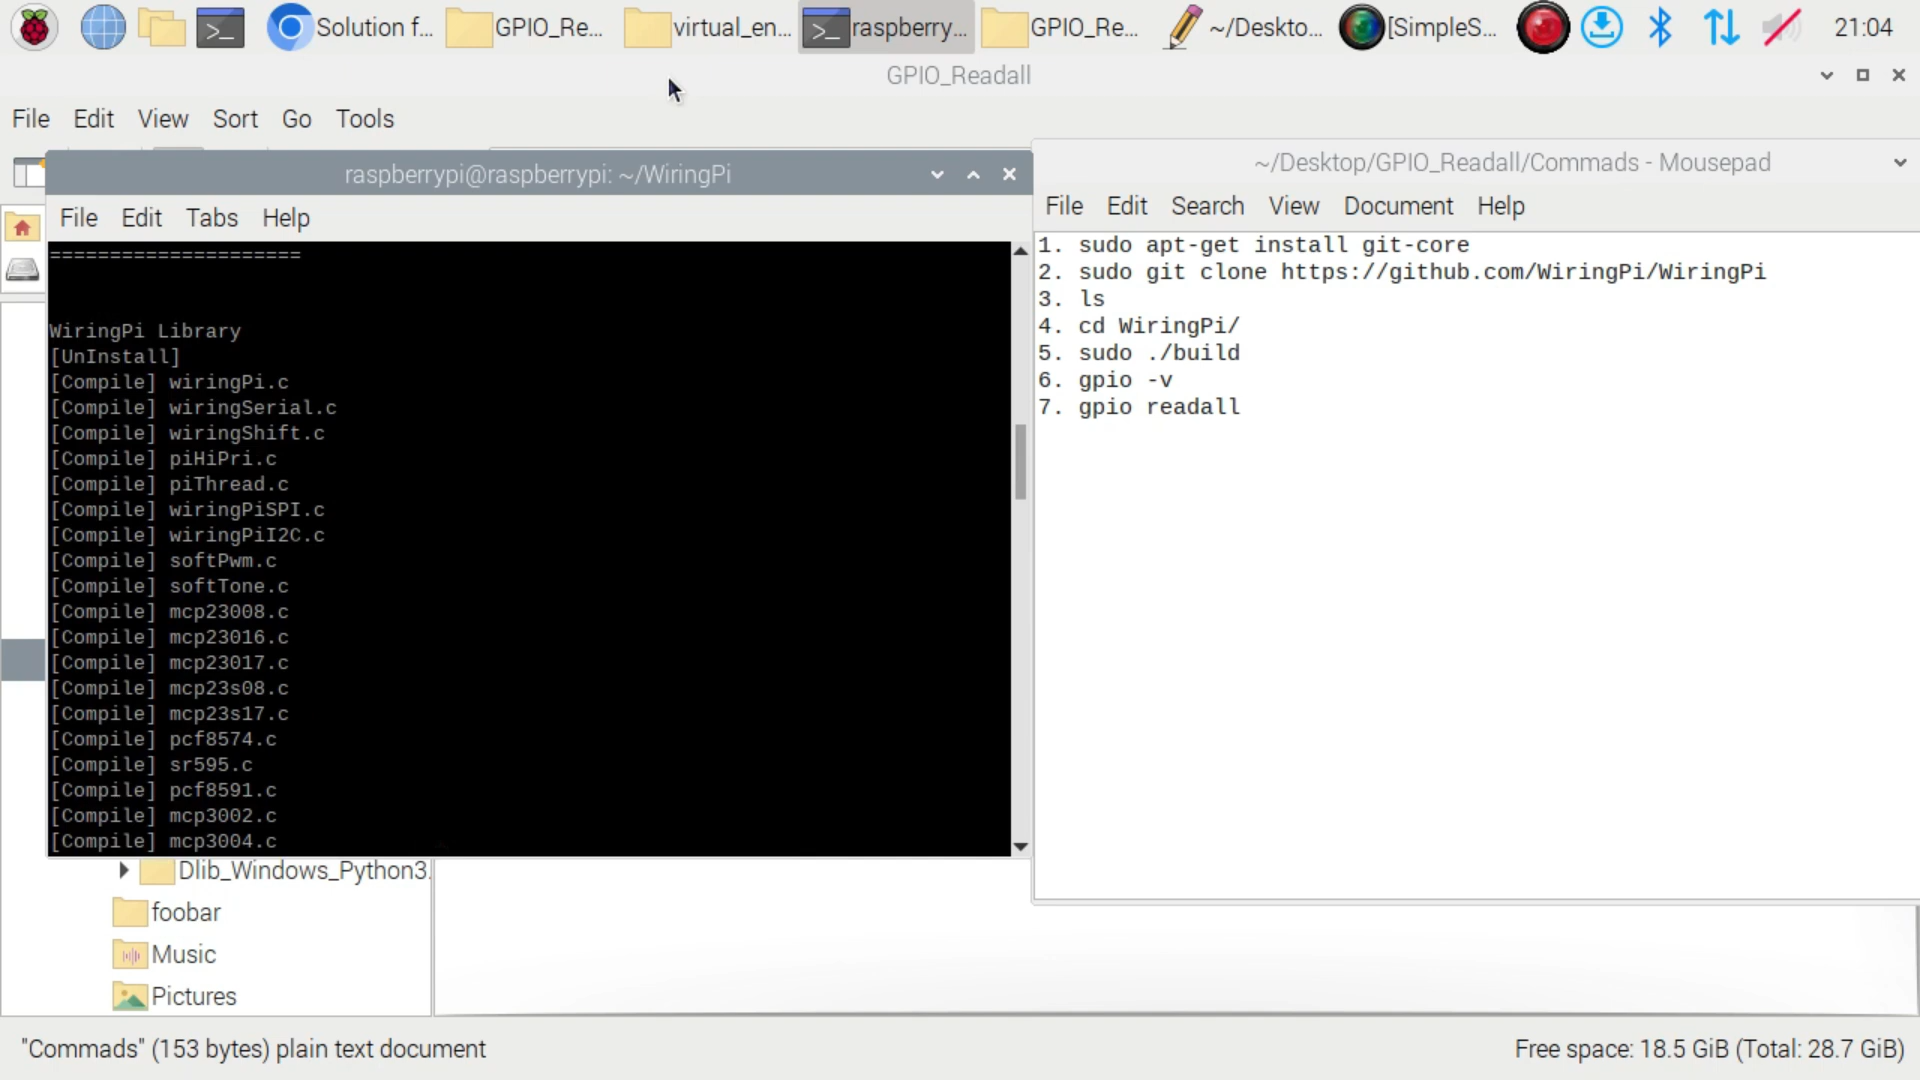 Solution f...
GPIO_Re...
virtual_en...
raspberry...
GPIO_Re...
~/Deskto...
[SimpleS...
21:04
GPIO_Readall
File Edit View Sort Go Tools
raspberrypi@raspberrypi: ~/WiringPi
File Edit Tabs Help
=====================
WiringPi Library
[UnInstall]
[Compile] wiringPi.c
[Compile] wiringSerial.c
[Compile] wiringShift.c
[Compile] piHiPri.c
[Compile] piThread.c
[Compile] wiringPiSPI.c
[Compile] wiringPiI2C.c
[Compile] softPwm.c
[Compile] softTone.c
[Compile] mcp23008.c
[Compile] mcp23016.c
[Compile] mcp23017.c
[Compile] mcp23s08.c
[Compile] mcp23s17.c
[Compile] pcf8574.c
[Compile] sr595.c
[Compile] pcf8591.c
[Compile] mcp3002.c
[Compile] mcp3004.c
~/Desktop/GPIO_Readall/Commads - Mousepad
File Edit Search View Document Help
1. sudo apt-get install git-core
2. sudo git clone https://github.com/WiringPi/WiringPi
3. ls
4. cd WiringPi/
5. sudo ./build
6. gpio -v
7. gpio readall
Dlib_Windows_Python3.
foobar
Music
Pictures
"Commads" (153 bytes) plain text document
Free space: 18.5 GiB (Total: 28.7 GiB)